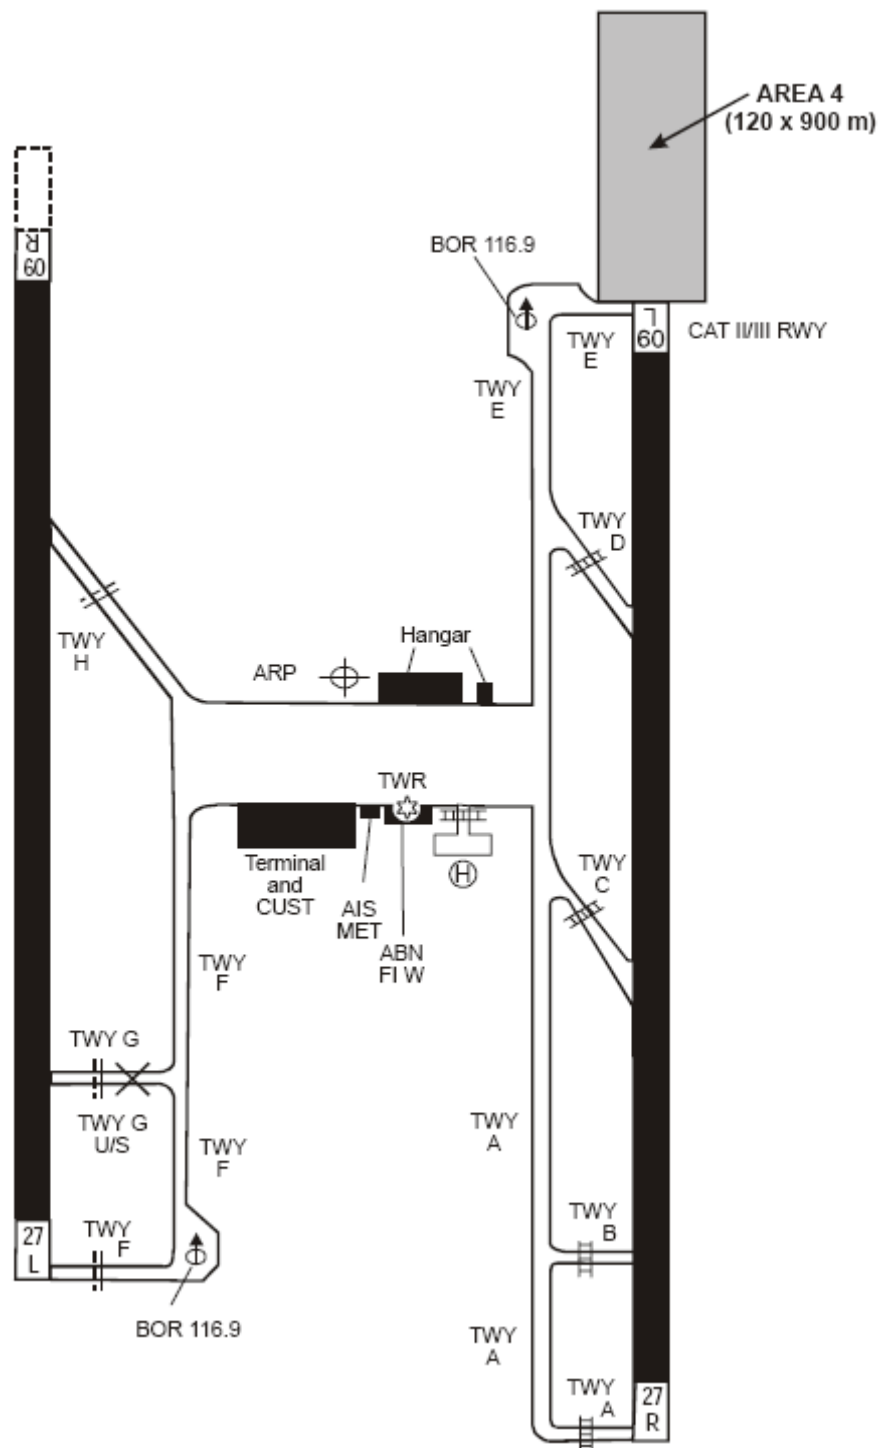 AREA 4
(120 x 900 m)
BOR 116.9
09
R
09
L
CAT II/III RWY
TWY
E
TWY
E
TWY
D
TWY
H
Hangar
ARP
TWR
Terminal
and
CUST
AIS
MET
ABN
FI W
H
TWY
C
TWY
F
TWY G
TWY G
U/S
TWY
F
TWY
A
TWY
B
TWY
F
27
L
BOR 116.9
TWY
A
TWY
A
27
R